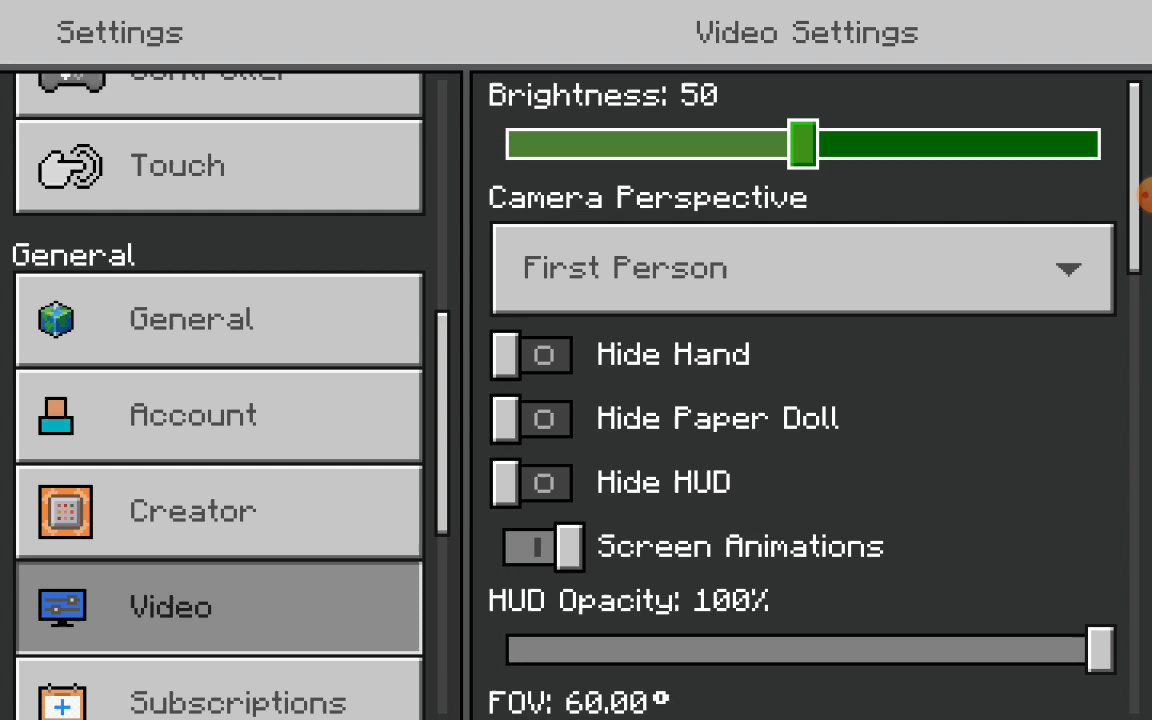 Settings
Video Settings
Controller
Touch
General
General
Account
Creator
Video
Subscriptions
Brightness: 50
Camera Perspective
First Person
Hide Hand
Hide Paper Doll
Hide HUD
Screen Animations
HUD Opacity: 100%
FOV: 60.00°